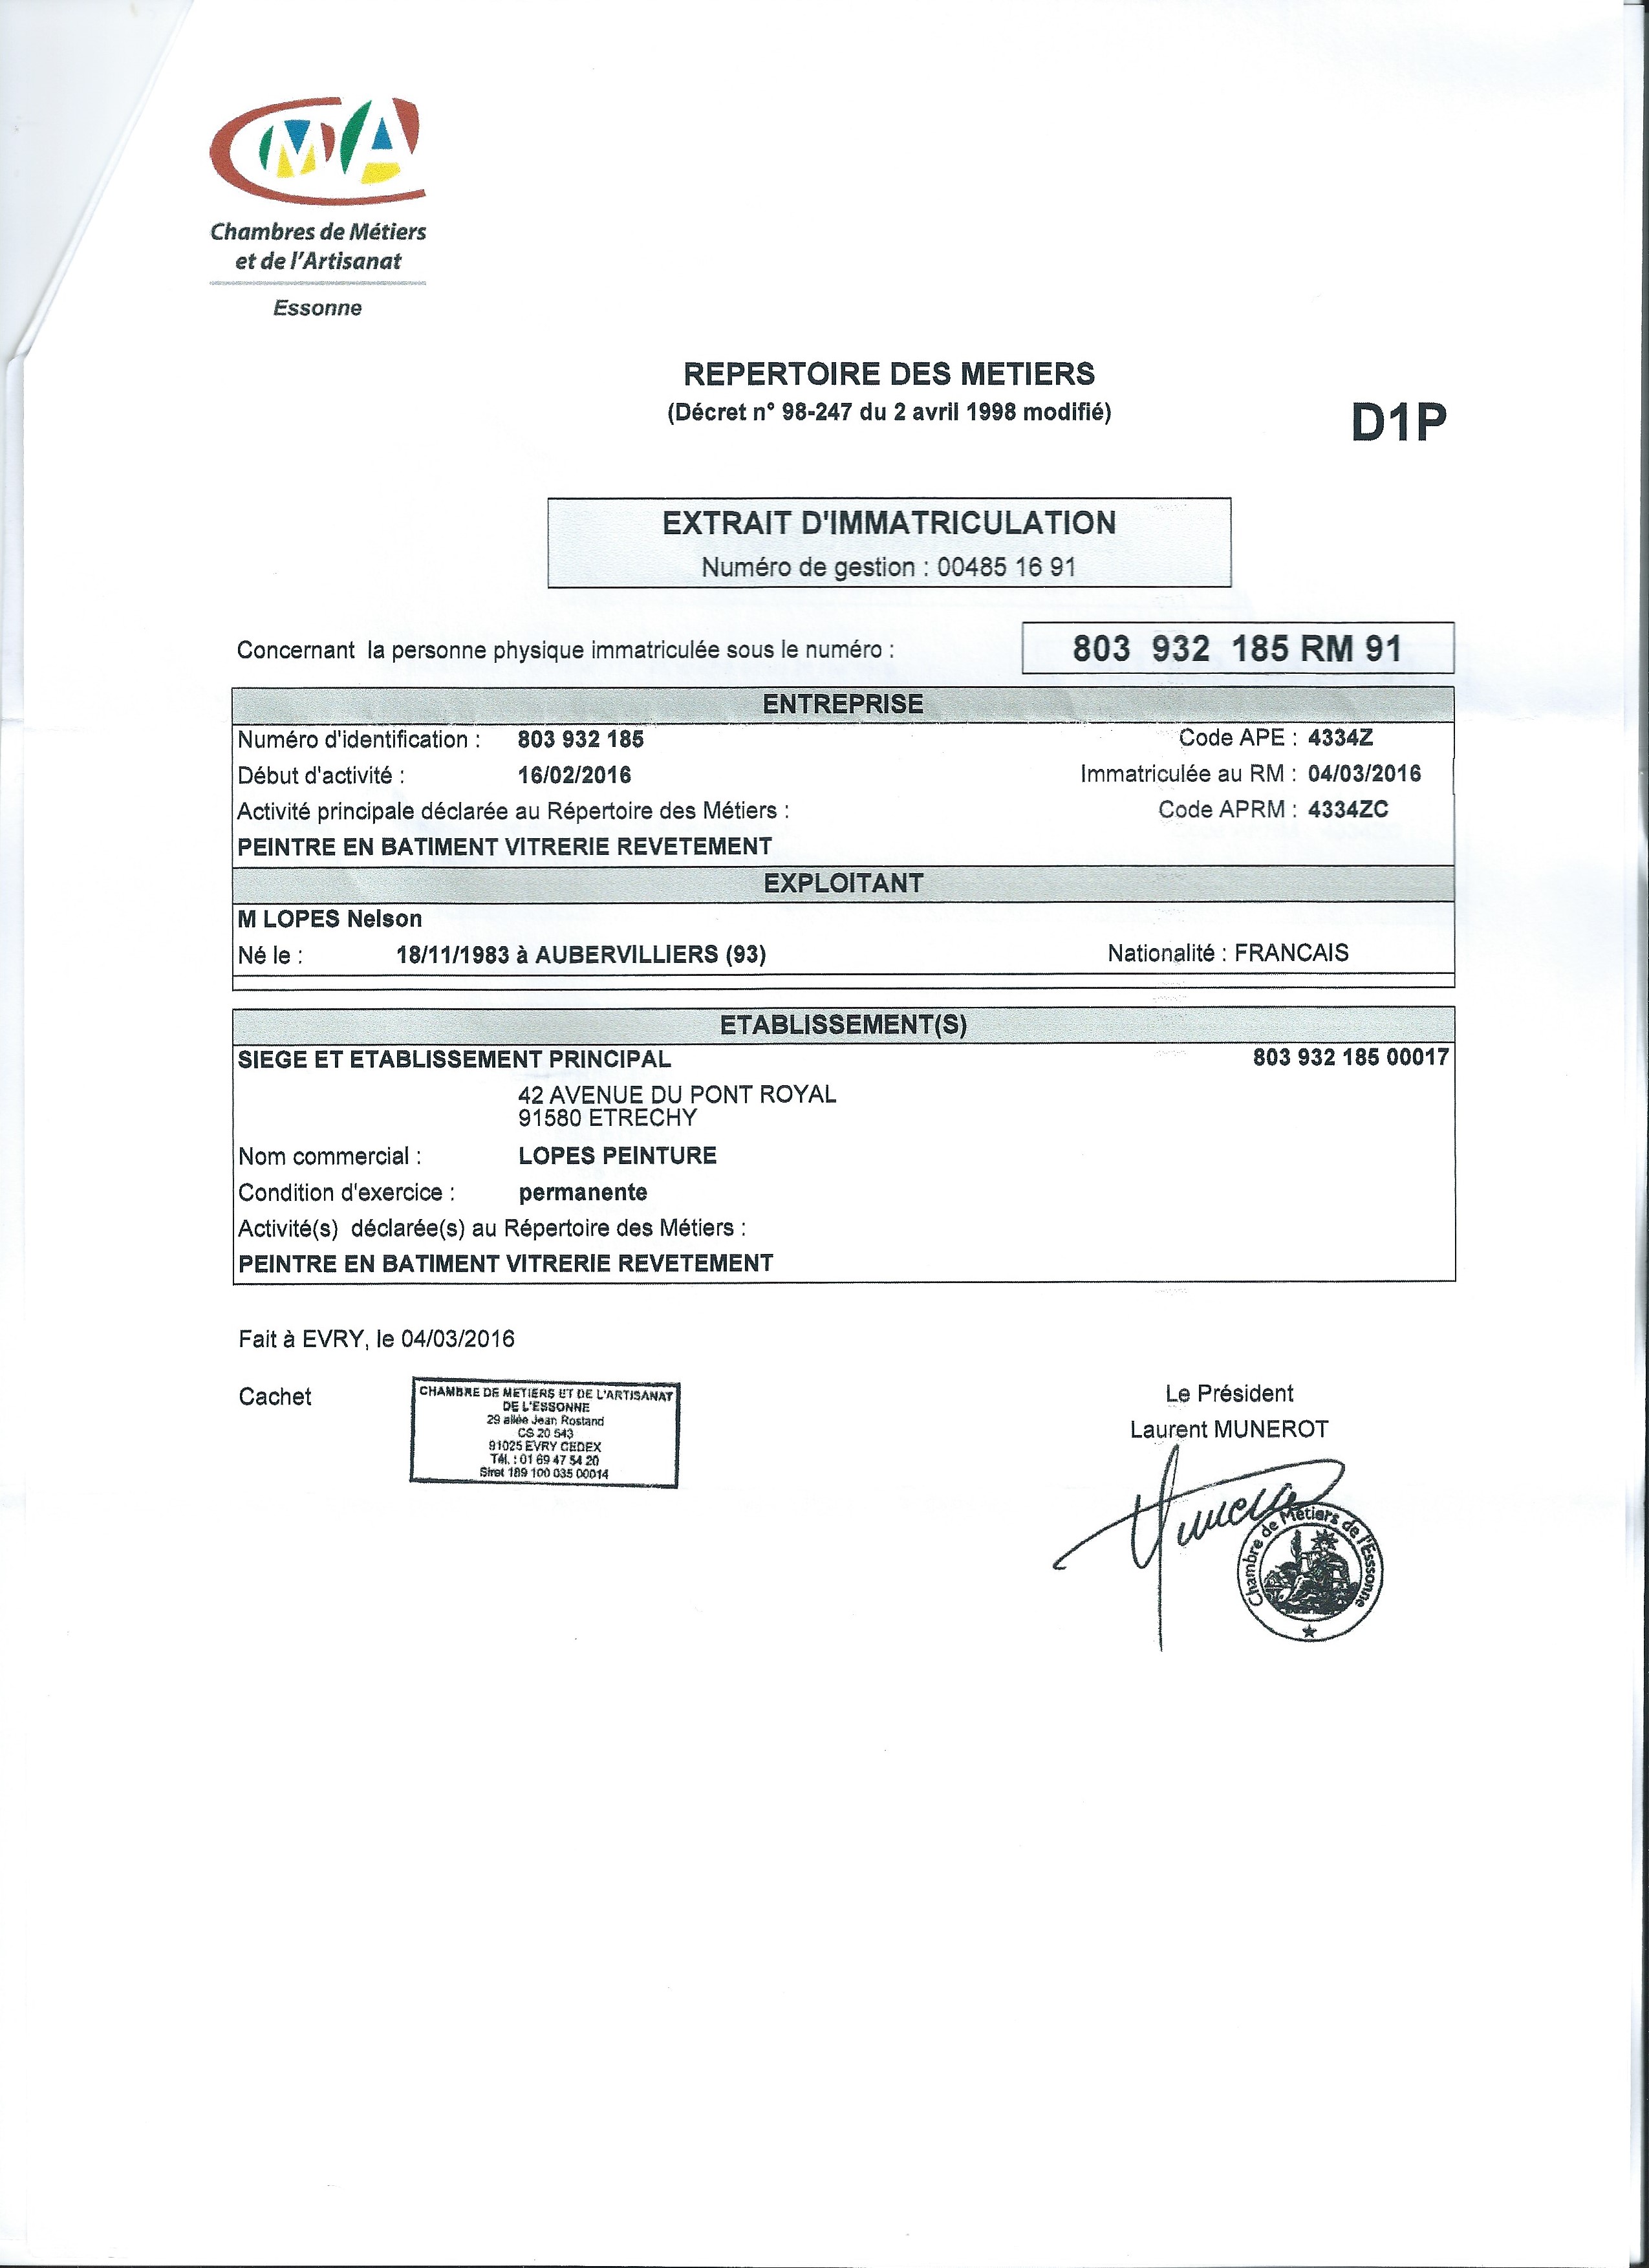 CMA
Chambres de Métiers
et de l'Artisanat
Essonne
REPERTOIRE DES METIERS
(Décret n° 98-247 du 2 avril 1998 modifié)
D1P
EXTRAIT D'IMMATRICULATION
Numéro de gestion : 00485 16 91
Concernant la personne physique immatriculée sous le numéro : 803 932 185 RM 91
ENTREPRISE
Numéro d'identification : 803 932 185 Code APE : 4334Z
Début d'activité : 16/02/2016 Immatriculée au RM : 04/03/2016
Activité principale déclarée au Répertoire des Métiers : Code APRM : 4334ZC
PEINTRE EN BATIMENT VITRERIE REVETEMENT
EXPLOITANT
M LOPES Nelson
Né le : 18/11/1983 à AUBERVILLIERS (93) Nationalité : FRANCAIS
ETABLISSEMENT(S)
SIEGE ET ETABLISSEMENT PRINCIPAL 803 932 185 00017
42 AVENUE DU PONT ROYAL
91580 ETRECHY
Nom commercial : LOPES PEINTURE
Condition d'exercice : permanente
Activité(s) déclarée(s) au Répertoire des Métiers :
PEINTRE EN BATIMENT VITRERIE REVETEMENT
Fait à EVRY, le 04/03/2016
Cachet
CHAMBRE DE METIERS ET DE L'ARTISANAT
DE L'ESSONNE
29 allée Jean Rostand
CS 20 543
91025 EVRY CEDEX
Tél. : 01 69 47 54 20
Siret 189 100 035 00014
Le Président
Laurent MUNEROT
Chambre de Métiers de l'Essonne